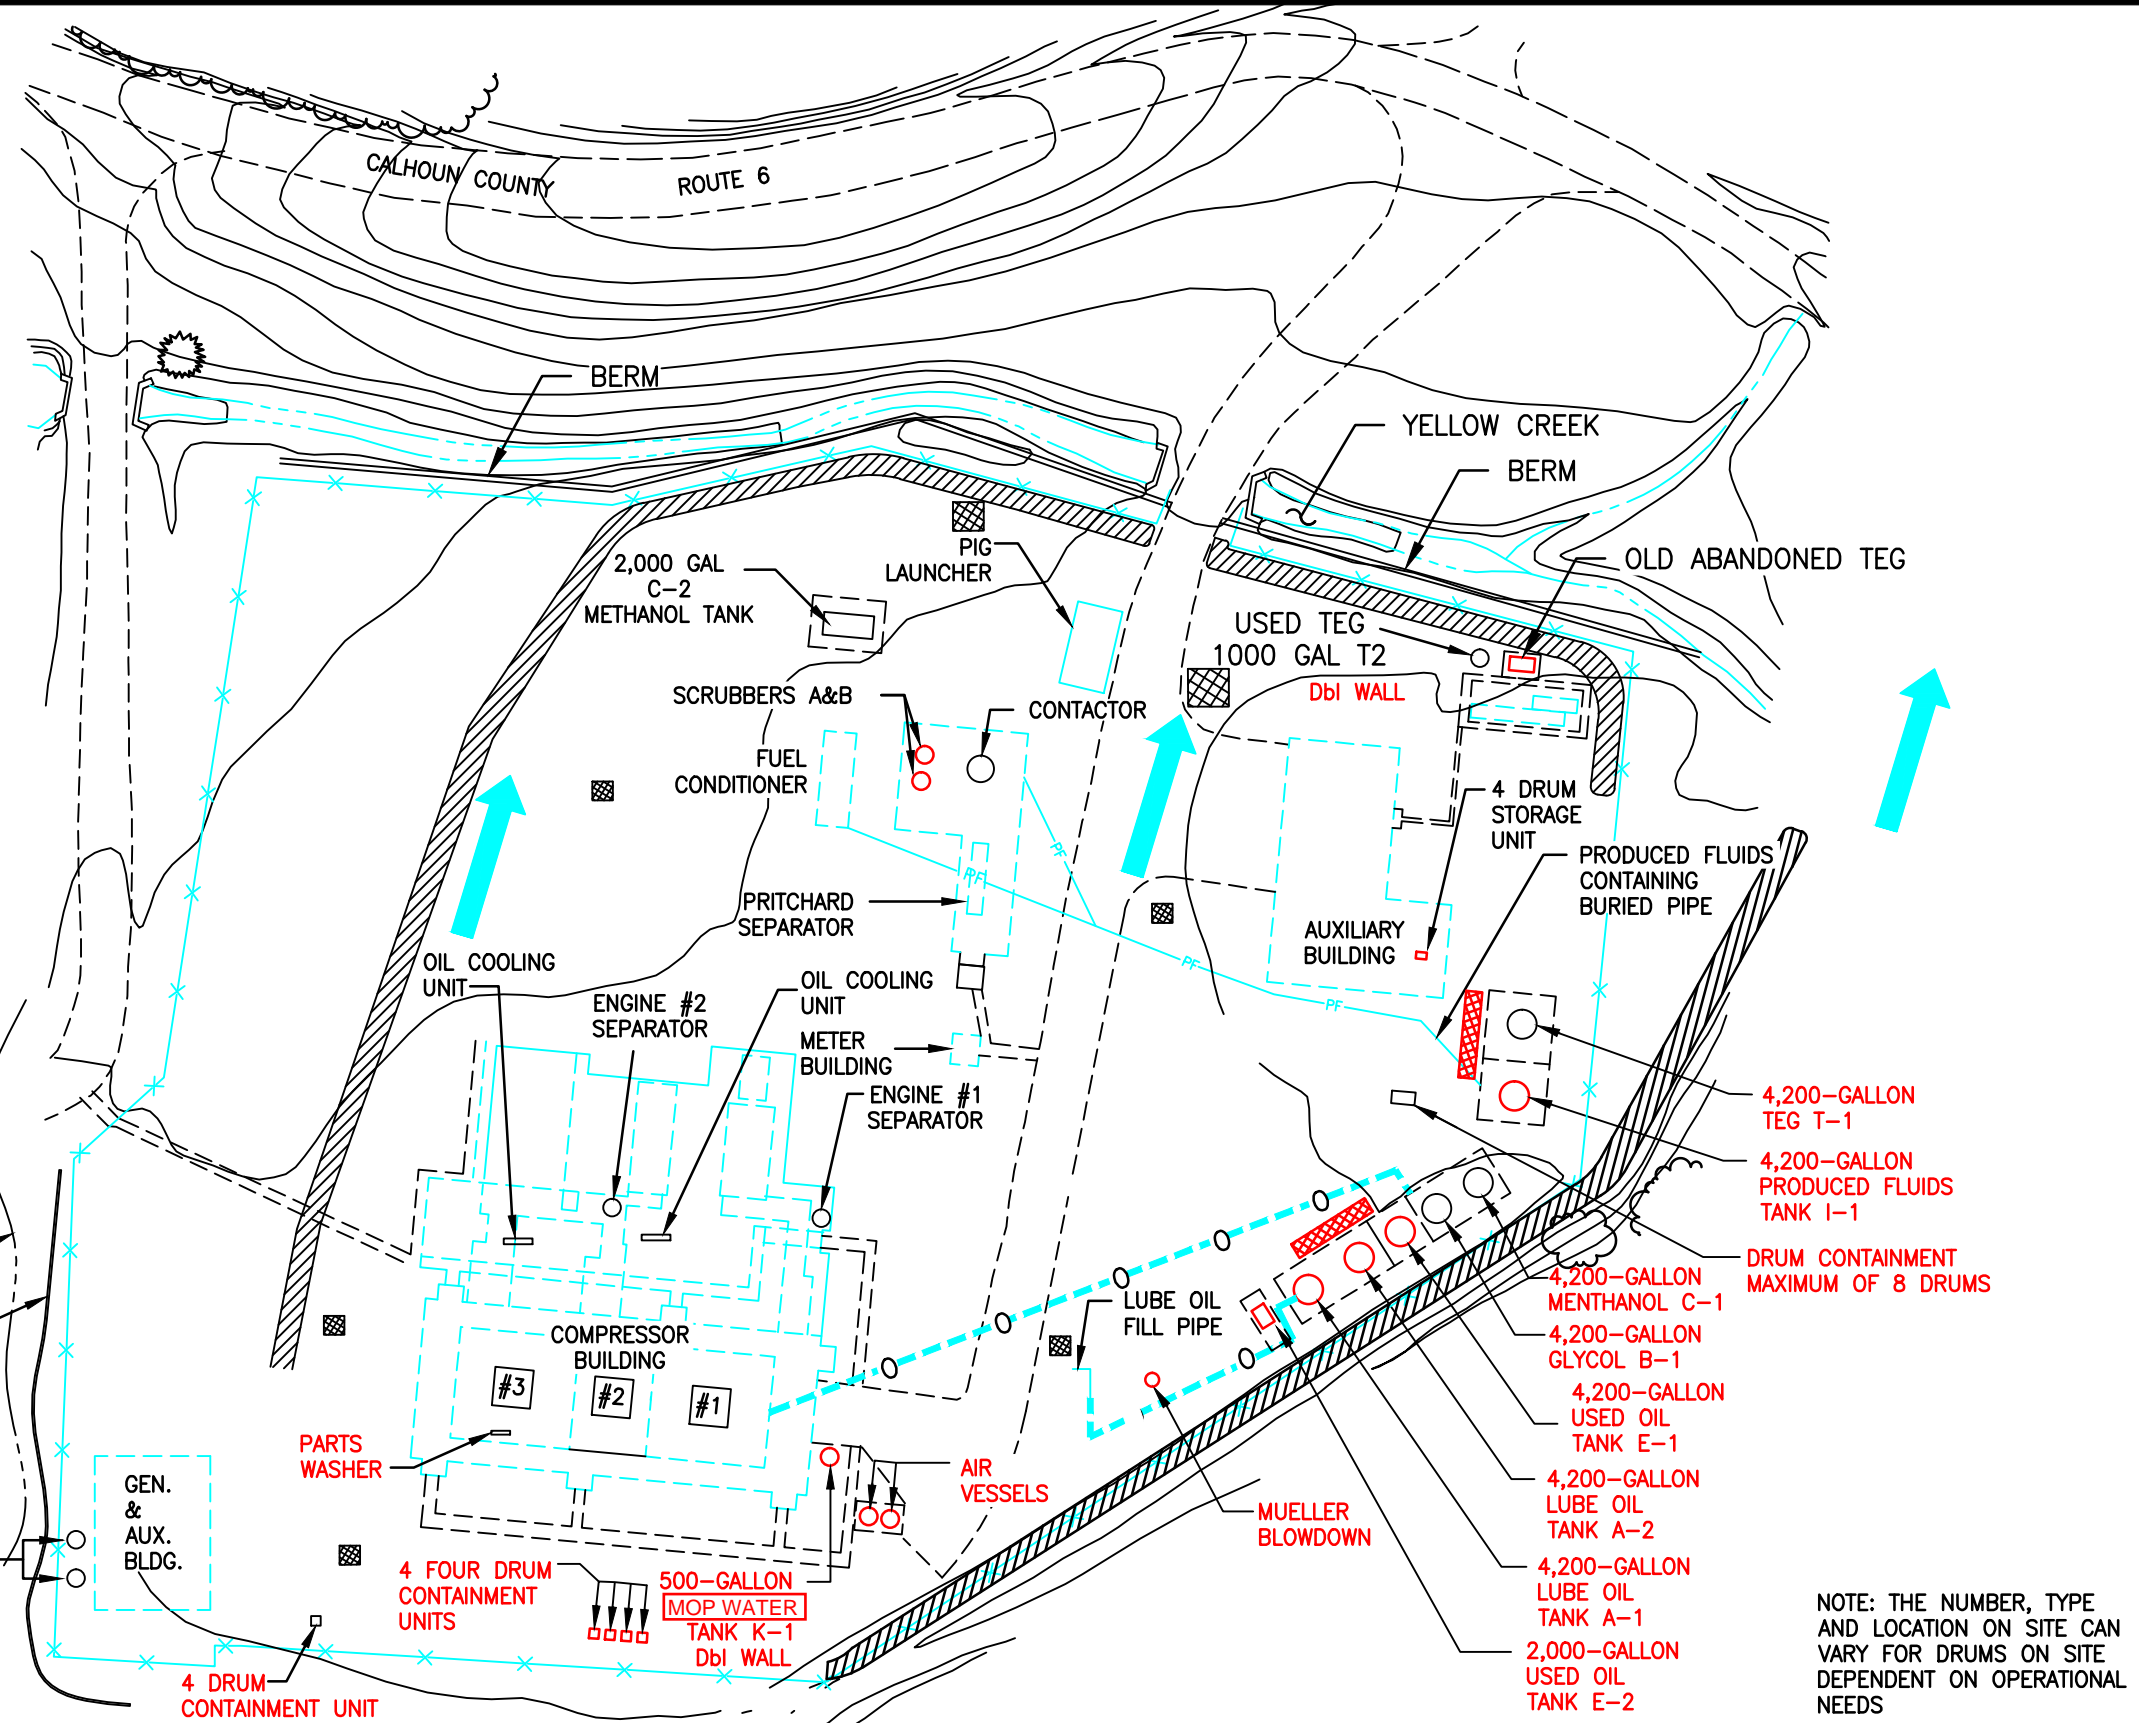 CALHOUN COUNTY
ROUTE 6
BERM
YELLOW CREEK
BERM
OLD ABANDONED TEG
PIG
LAUNCHER
2,000 GAL
C-2
METHANOL TANK
USED TEG
1000 GAL T2
Dbl WALL
SCRUBBERS A&B
CONTACTOR
FUEL
CONDITIONER
4 DRUM
STORAGE
UNIT
PRODUCED FLUIDS
CONTAINING
BURIED PIPE
PF
PF
PF
PF
PRITCHARD
SEPARATOR
AUXILIARY
BUILDING
OIL COOLING
UNIT
ENGINE #2
SEPARATOR
OIL COOLING
UNIT
METER
BUILDING
ENGINE #1
SEPARATOR
4,200-GALLON
TEG T-1
4,200-GALLON
PRODUCED FLUIDS
TANK I-1
DRUM CONTAINMENT
MAXIMUM OF 8 DRUMS
4,200-GALLON
MENTHANOL C-1
LUBE OIL
FILL PIPE
4,200-GALLON
GLYCOL B-1
COMPRESSOR
BUILDING
#3
#2
#1
4,200-GALLON
USED OIL
TANK E-1
PARTS
WASHER
AIR
VESSELS
4,200-GALLON
LUBE OIL
TANK A-2
GEN.
&
AUX.
BLDG.
MUELLER
BLOWDOWN
4 FOUR DRUM
CONTAINMENT
UNITS
500-GALLON
MOP WATER
TANK K-1
Dbl WALL
4,200-GALLON
LUBE OIL
TANK A-1
2,000-GALLON
USED OIL
TANK E-2
4 DRUM
CONTAINMENT UNIT
NOTE: THE NUMBER, TYPE
AND LOCATION ON SITE CAN
VARY FOR DRUMS ON SITE
DEPENDENT ON OPERATIONAL
NEEDS